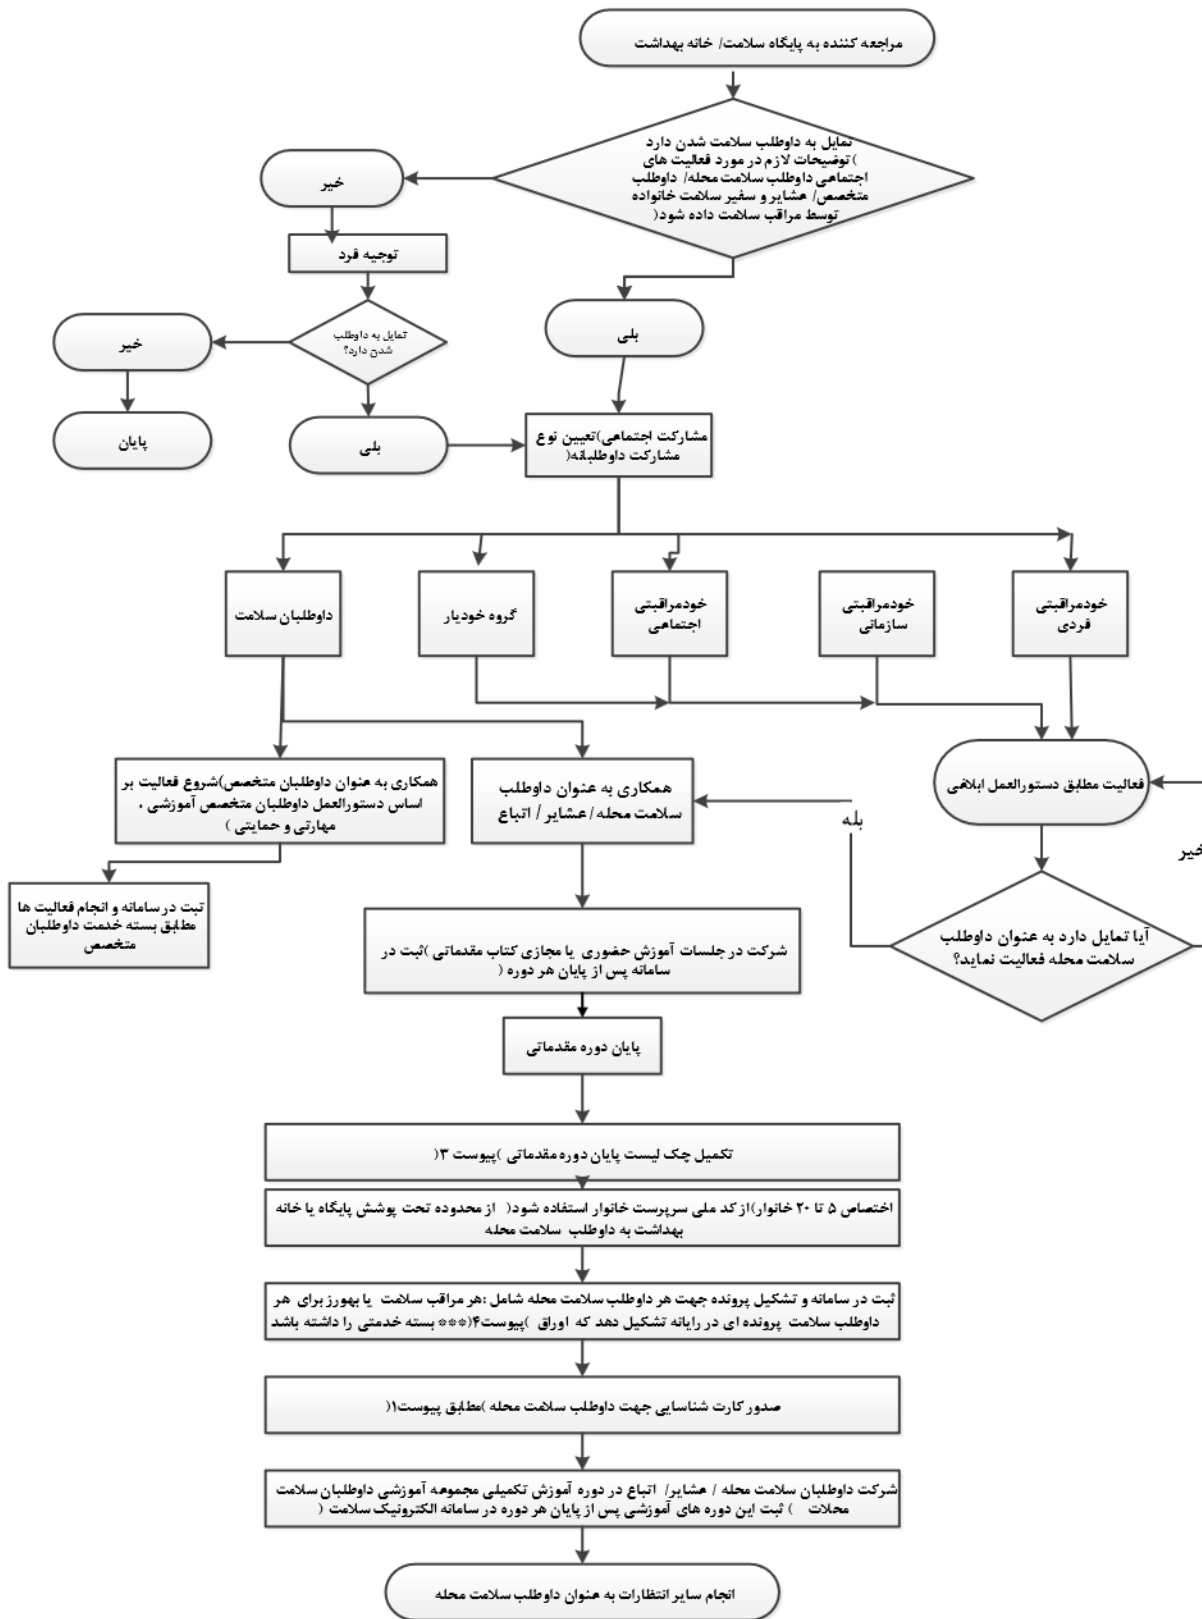 مراجعه کننده به پایگاه سلامت/ خانه بهداشت
تمایل به داوطلب سلامت شدن دارد
)توضیحات لازم در مورد فعالیت های
اجتماعی داوطلب سلامت محله/ داوطلب
متخصص/ عشایر و سفیر سلامت خانواده
توسط مراقب سلامت داده شود(
خیر
توجیه فرد
تمایل به داوطلب
شدن دارد؟
خیر
پایان
بلی
بلی
مشارکت اجتماعی)تعیین نوع
مشارکت داوطلبانه(
خودمراقبتی
فردی
خودمراقبتی
سازمانی
خودمراقبتی
اجتماعی
گروه خودیار
داوطلبان سلامت
همکاری به عنوان داوطلبان متخصص)شروع فعالیت بر
اساس دستورالعمل داوطلبان متخصص آموزشی ،
مهارتی و حمایتی )
ثبت در سامانه و انجام فعالیت ها
مطابق بسته خدمت داوطلبان
متخصص
همکاری به عنوان داوطلب
سلامت محله/ عشایر/ اتباع
فعالیت مطابق دستورالعمل ابلاغی
بله
خیر
آیا تمایل دارد به عنوان داوطلب
سلامت محله فعالیت نماید؟
شرکت در جلسات آموزش حضوری یا مجازی کتاب مقدماتی )ثبت در
سامانه پس از پایان هر دوره (
پایان دوره مقدماتی
تکمیل چک لیست پایان دوره مقدماتی )پیوست ۳(
اختصاص ۵ تا ۲۰ خانوار)از کد ملی سرپرست خانوار استفاده شود( از محدوده تحت پوشش پایگاه یا خانه
بهداشت به داوطلب سلامت محله
ثبت در سامانه و تشکیل پرونده جهت هر داوطلب سلامت محله شامل :هر مراقب سلامت یا بهورز برای هر
داوطلب سلامت پرونده ای در رایانه تشکیل دهد که اوراق )پیوست۴(*** بسته خدمتی را داشته باشد
صدور کارت شناسایی جهت داوطلب سلامت محله )مطابق پیوست۱(
شرکت داوطلبان سلامت محله / عشایر/ اتباع در دوره آموزش تکمیلی مجموعه آموزشی داوطلبان سلامت
محلات ) ثبت این دوره های آموزشی پس از پایان هر دوره در سامانه الکترونیک سلامت (
انجام سایر انتظارات به عنوان داوطلب سلامت محله